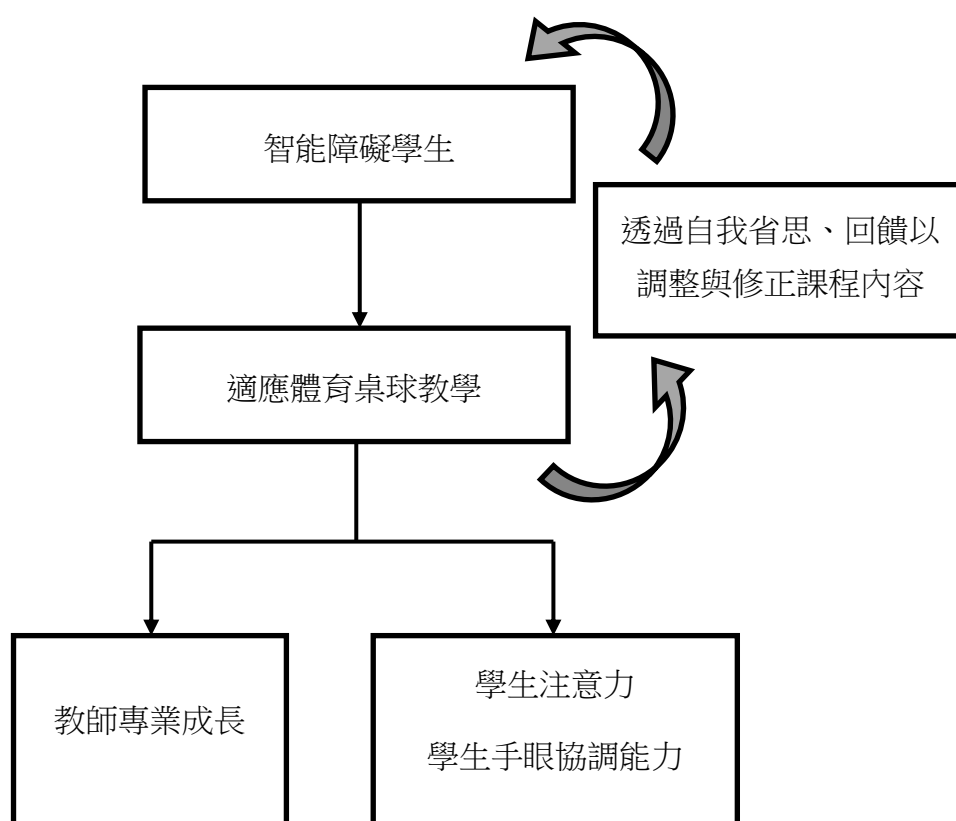 智能障礙學生
透過自我省思、回饋以
調整與修正課程內容
適應體育桌球教學
教師專業成長
學生注意力
學生手眼協調能力